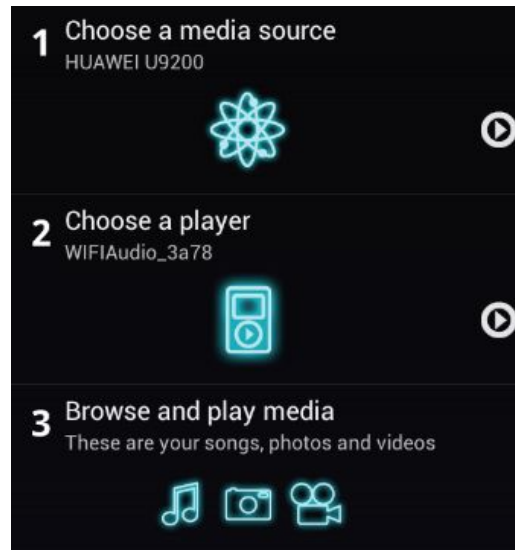 1 Choose a media source
HUAWEI U9200
2 Choose a player
WIFIAudio_3a78
3 Browse and play media
These are your songs, photos and videos